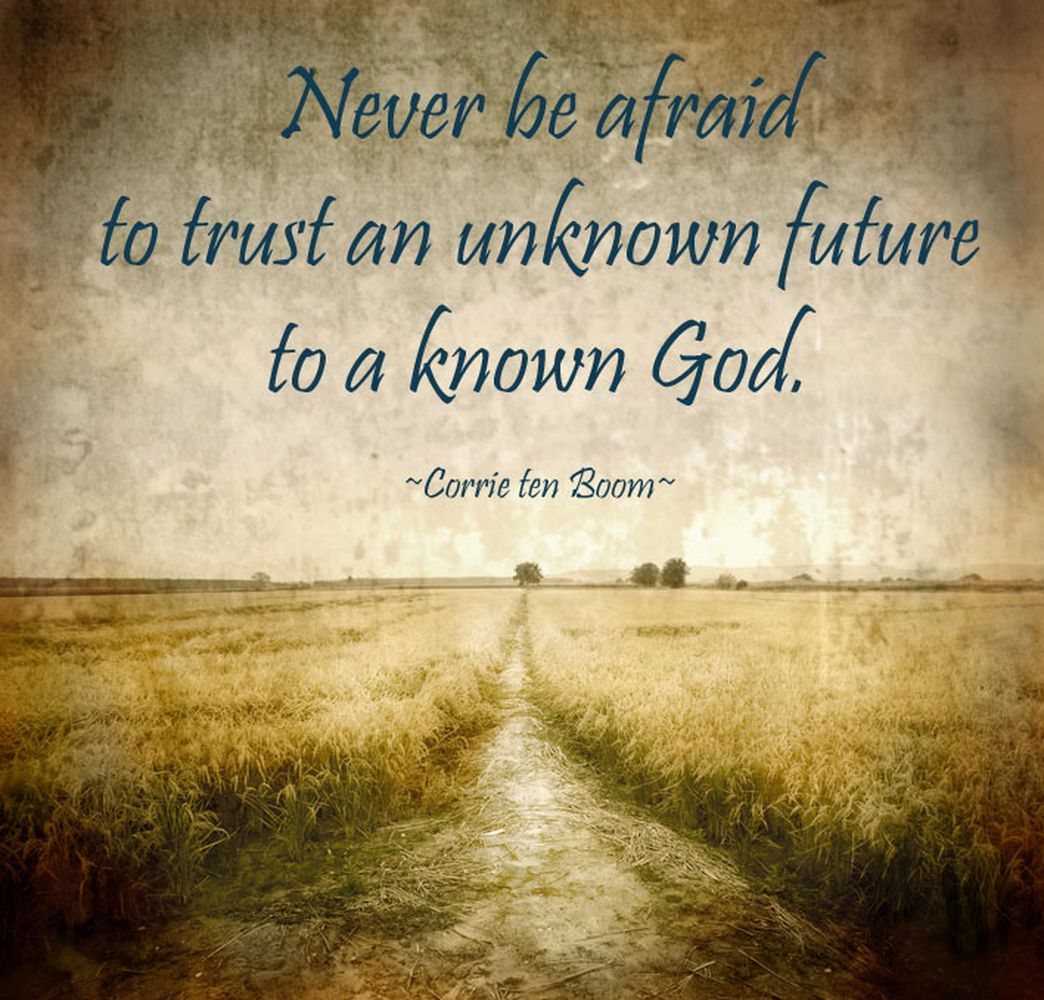 Never be afraid
to trust an unknown future
to a known God.
~Corrie ten Boom~